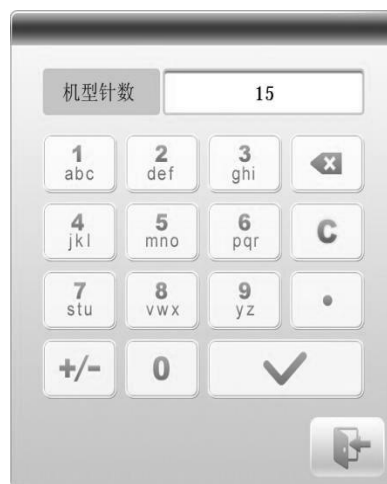 机型针数 15
1 2 3
abc def ghi
4 5 6 C
jkl mno pqr
7 8 9 .
stu vwx yz
+/- 0